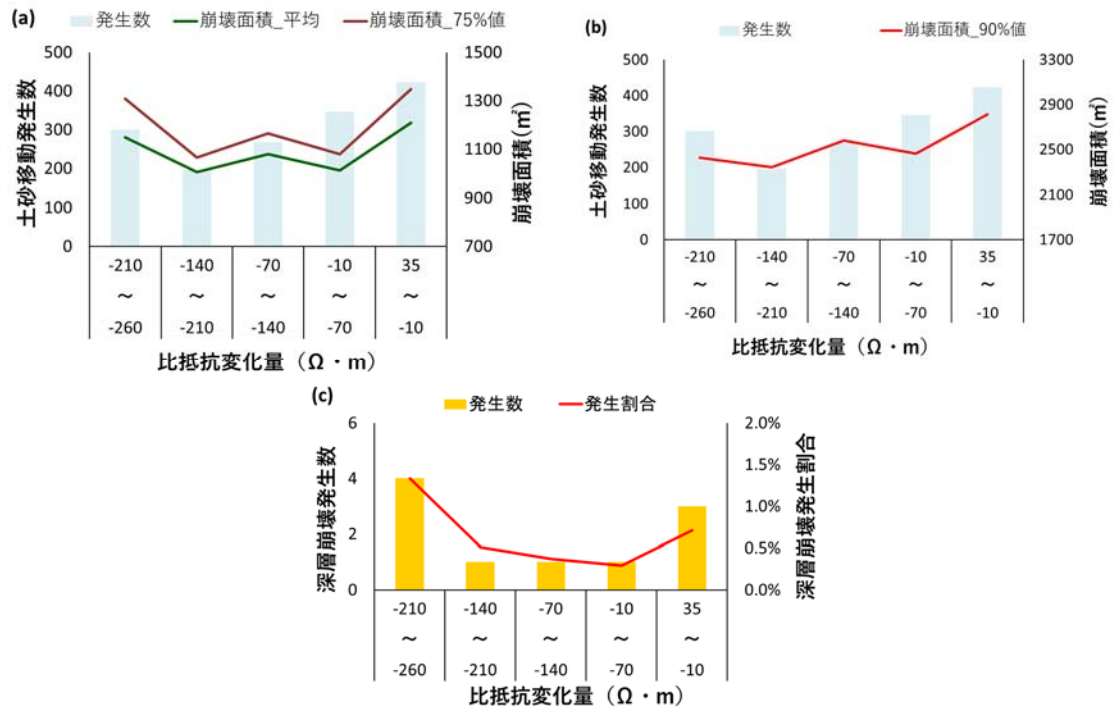 (a)
発生数 崩壊面積_平均 崩壊面積_75%値
土砂移動発生数
500
400
300
200
100
0
1500
1300
1100
900
700
崩壊面積(㎡)
-210 -140 -70 -10 35
～ ～ ～ ～ ～
-260 -210 -140 -70 -10
比抵抗変化量（Ω・m）
(b)
発生数 崩壊面積_90%値
土砂移動発生数
500
400
300
200
100
0
3300
2900
2500
2100
1700
崩壊面積(㎡)
-210 -140 -70 -10 35
～ ～ ～ ～ ～
-260 -210 -140 -70 -10
比抵抗変化量（Ω・m）
(c)
発生数 発生割合
深層崩壊発生数
6
4
2
0
2.0%
1.5%
1.0%
0.5%
0.0%
深層崩壊発生割合
-210 -140 -70 -10 35
～ ～ ～ ～ ～
-260 -210 -140 -70 -10
比抵抗変化量（Ω・m）